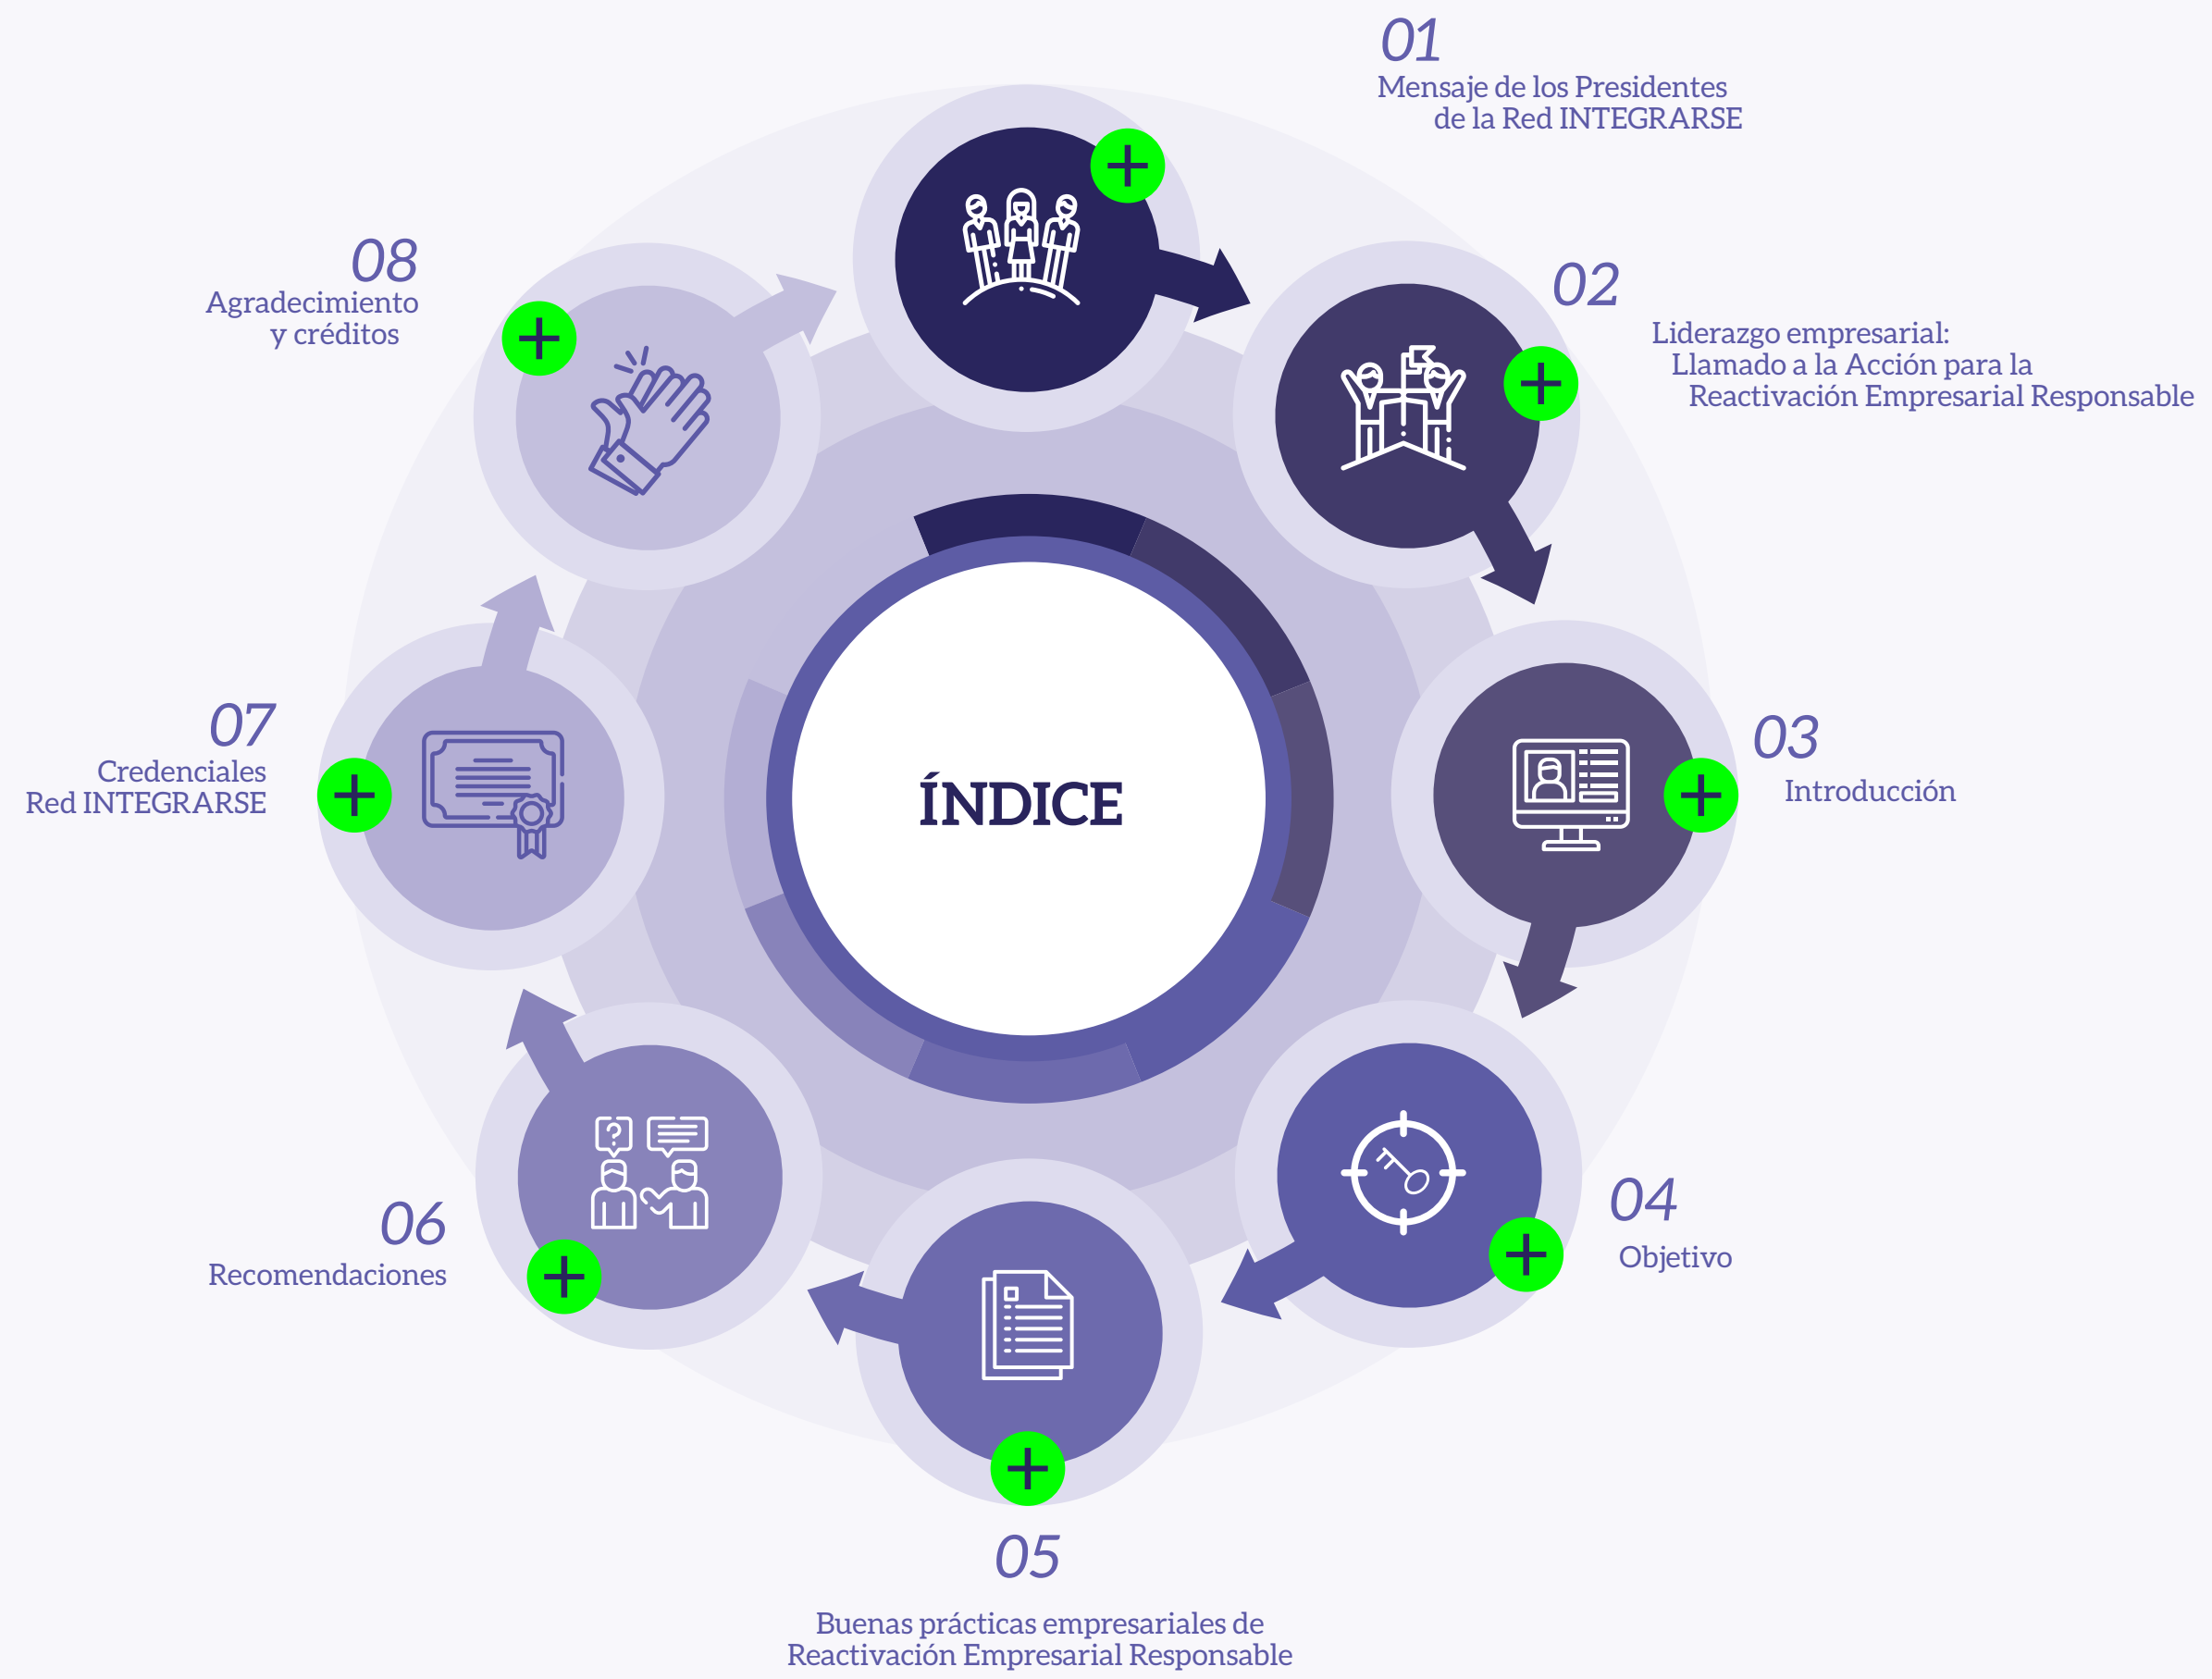 01
Mensaje de los Presidentes
de la Red INTEGRARSE
02
Liderazgo empresarial:
Llamado a la Acción para la
Reactivación Empresarial Responsable
03
Introducción
04
Objetivo
05
Buenas prácticas empresariales de
Reactivación Empresarial Responsable
06
Recomendaciones
07
Credenciales
Red INTEGRARSE
08
Agradecimiento
y créditos
ÍNDICE